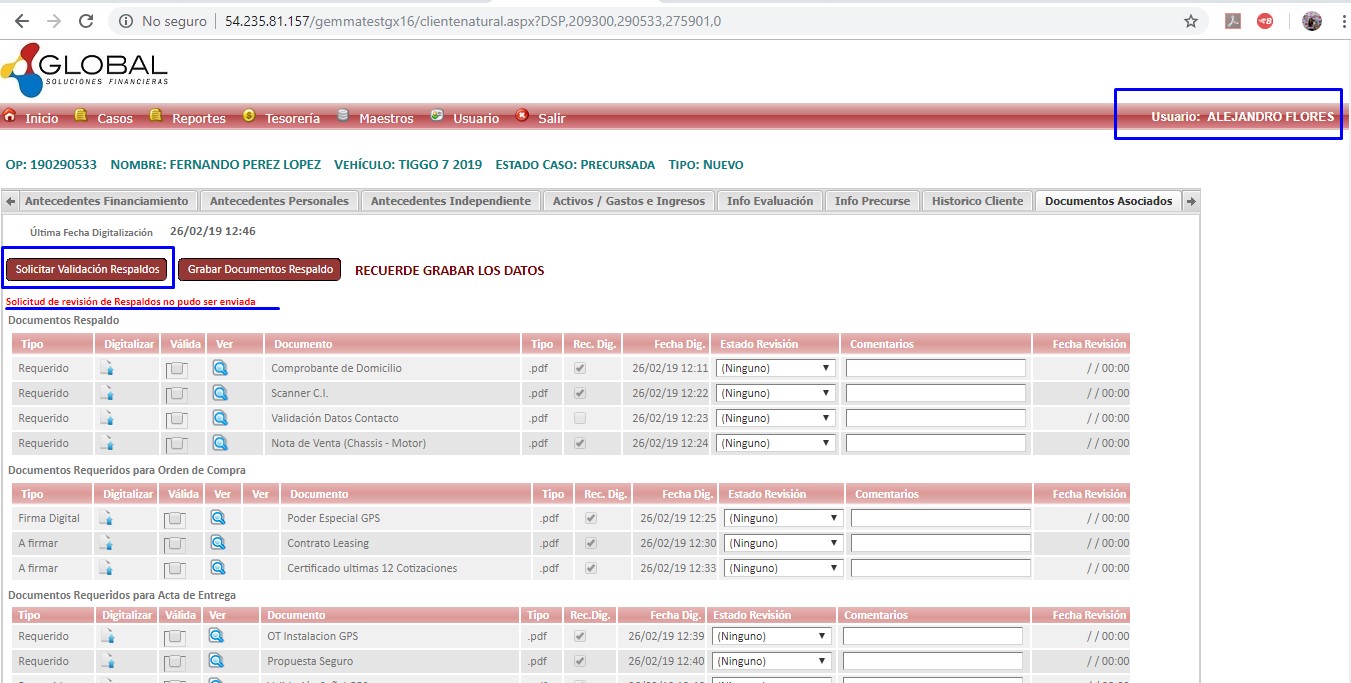 No seguro | 54.235.81.157/gemmatestgx16/clientenatural.aspx?DSP,209300,290533,275901,0
GLOBAL
SOLUCIONES FINANCIERAS
Inicio Casos Reportes Tesorería Maestros Usuario Salir Usuario: ALEJANDRO FLORES
OP: 190290533 NOMBRE: FERNANDO PEREZ LOPEZ VEHÍCULO: TIGGO 7 2019 ESTADO CASO: PRECURSADA TIPO: NUEVO
Antecedentes Financiamiento Antecedentes Personales Antecedentes Independiente Activos / Gastos e Ingresos Info Evaluación Info Precurse Historico Cliente Documentos Asociados
Última Fecha Digitalización 26/02/19 12:46
Solicitar Validación Respaldos Grabar Documentos Respaldo RECUERDE GRABAR LOS DATOS
Solicitud de revisión de Respaldos no pudo ser enviada
Documentos Respaldo
Tipo Digitalizar Válida Ver Documento Tipo Rec. Dig. Fecha Dig. Estado Revisión Comentarios Fecha Revisión
Requerido Comprobante de Domicilio .pdf 26/02/19 12:11 (Ninguno) / / 00:00
Requerido Scanner C.I. .pdf 26/02/19 12:22 (Ninguno) / / 00:00
Requerido Validación Datos Contacto .pdf 26/02/19 12:23 (Ninguno) / / 00:00
Requerido Nota de Venta (Chassis - Motor) .pdf 26/02/19 12:24 (Ninguno) / / 00:00
Documentos Requeridos para Orden de Compra
Tipo Digitalizar Válida Ver Ver Documento Tipo Rec. Dig. Fecha Dig. Estado Revisión Comentarios Fecha Revisión
Firma Digital Poder Especial GPS .pdf 26/02/19 12:25 (Ninguno) / / 00:00
A firmar Contrato Leasing .pdf 26/02/19 12:30 (Ninguno) / / 00:00
A firmar Certificado ultimas 12 Cotizaciones .pdf 26/02/19 12:33 (Ninguno) / / 00:00
Documentos Requeridos para Acta de Entrega
Tipo Digitalizar Válida Ver Documento Tipo Rec.Dig. Fecha Dig. Estado Revisión Comentarios Fecha Revisión
Requerido OT Instalacion GPS .pdf 26/02/19 12:39 (Ninguno) / / 00:00
Requerido Propuesta Seguro .pdf 26/02/19 12:40 (Ninguno) / / 00:00